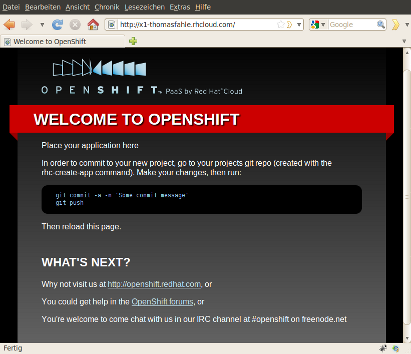 Datei Bearbeiten Ansicht Chronik Lesezeichen Extras Hilfe
http://x1-thomasfahle.rhcloud.com/
Google
Welcome to OpenShift
OPENSHIFT™ PaaS by Red Hat® Cloud
WELCOME TO OPENSHIFT
Place your application here
In order to commit to your new project, go to your projects git repo (created with the
rhc-create-app command). Make your changes, then run:
git commit -a -m 'Some commit message'
git push
Then reload this page.
WHAT'S NEXT?
Why not visit us at http://openshift.redhat.com, or
You could get help in the OpenShift forums, or
You're welcome to come chat with us in our IRC channel at #openshift on freenode.net
Fertig